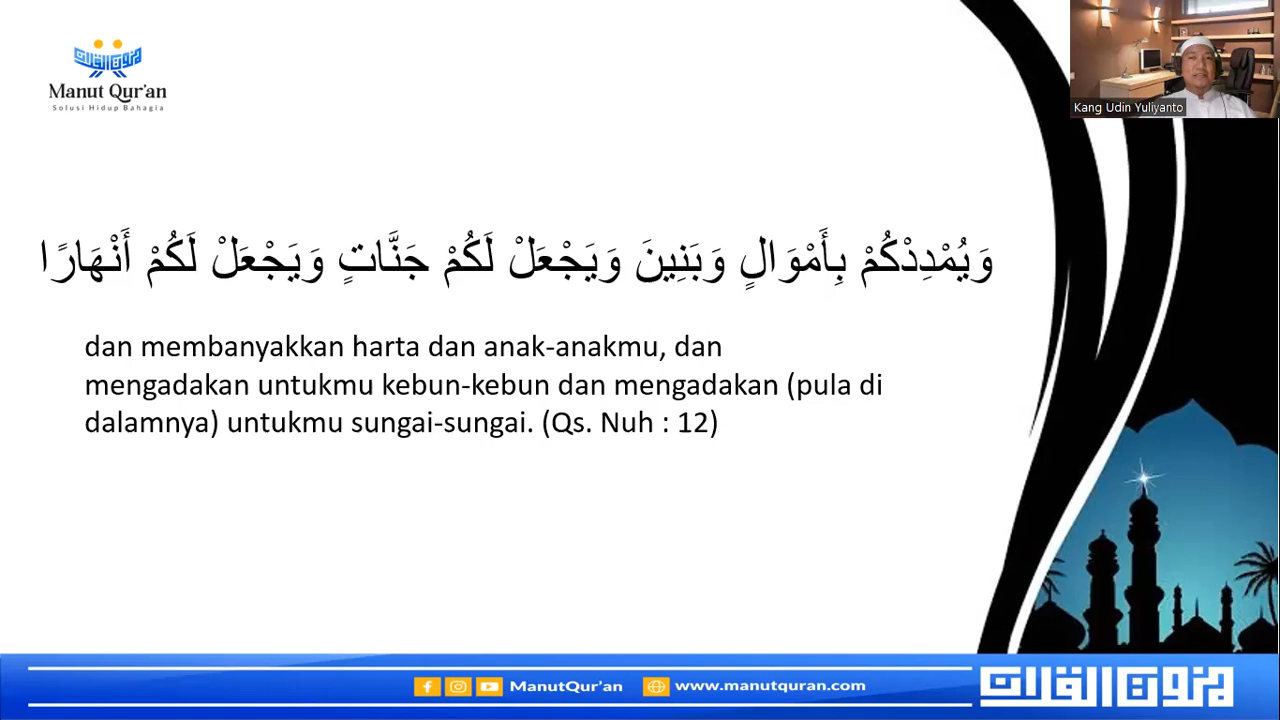 Manut Qur'an
Solusi Hidup Bahagia
Kang Udin Yuliyanto
وَيُمْدِدْكُمْ بِأَمْوَالٍ وَبَنِينَ وَيَجْعَلْ لَكُمْ جَنَّاتٍ وَيَجْعَلْ لَكُمْ أَنْهَارًا
dan membanyakkan harta dan anak-anakmu, dan
mengadakan untukmu kebun-kebun dan mengadakan (pula di
dalamnya) untukmu sungai-sungai. (Qs. Nuh : 12)
ManutQur'an
www.manutquran.com